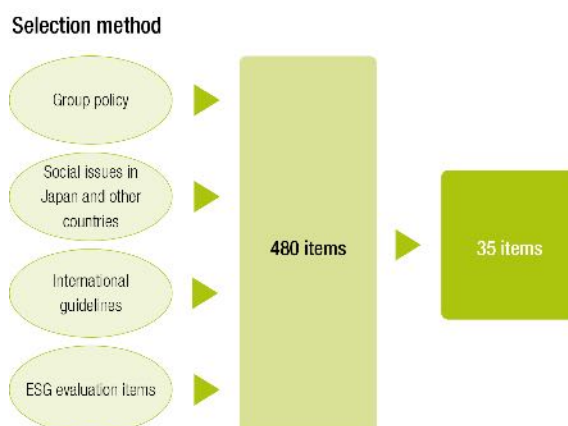 Selection method
Group policy
Social issues in
Japan and other
countries
International
guidelines
ESG evaluation items
480 items
35 items